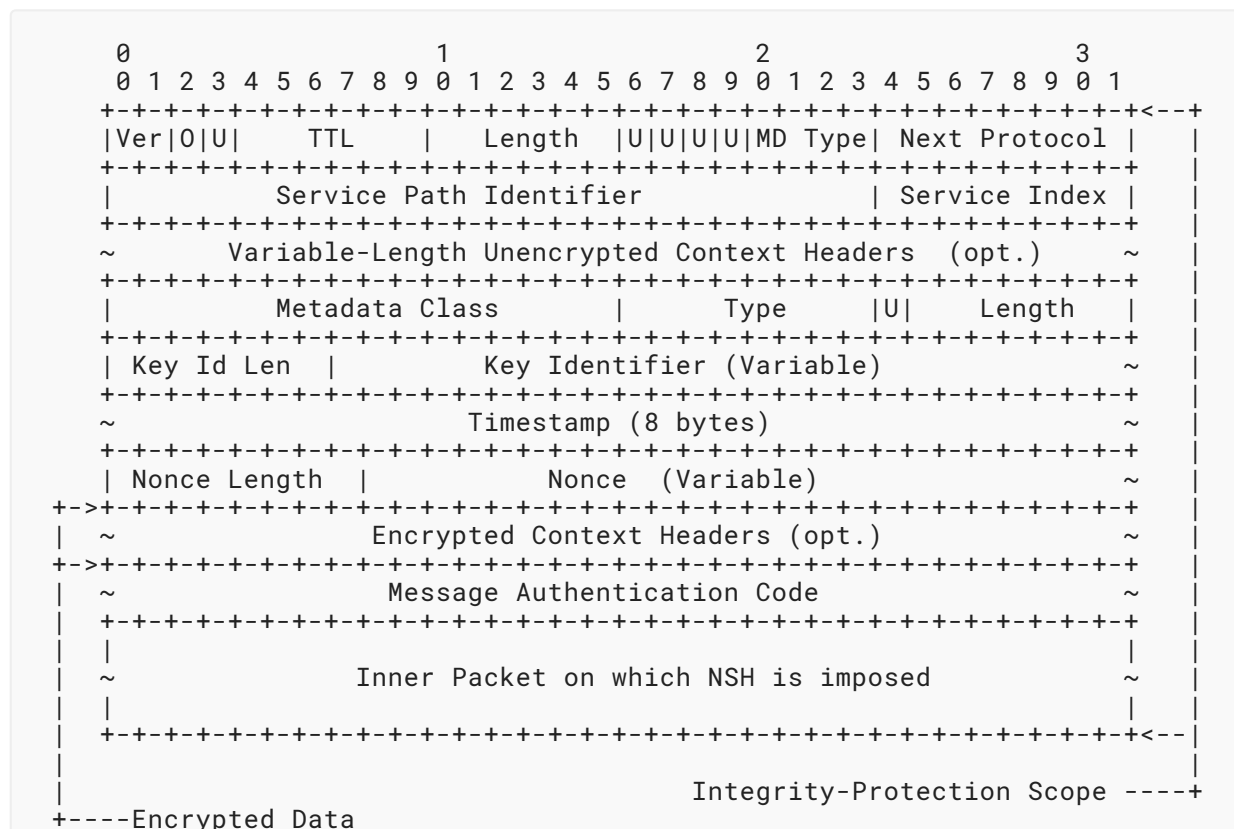 0                   1                   2                   3
 0 1 2 3 4 5 6 7 8 9 0 1 2 3 4 5 6 7 8 9 0 1 2 3 4 5 6 7 8 9 0 1
+-+-+-+-+-+-+-+-+-+-+-+-+-+-+-+-+-+-+-+-+-+-+-+-+-+-+-+-+-+-+-+-+<--+
|Ver|O|U|    TTL    |   Length  |U|U|U|U|MD Type| Next Protocol |   |
+-+-+-+-+-+-+-+-+-+-+-+-+-+-+-+-+-+-+-+-+-+-+-+-+-+-+-+-+-+-+-+-+   |
|          Service Path Identifier              | Service Index |   |
+-+-+-+-+-+-+-+-+-+-+-+-+-+-+-+-+-+-+-+-+-+-+-+-+-+-+-+-+-+-+-+-+   |
~       Variable-Length Unencrypted Context Headers  (opt.)     ~   |
+-+-+-+-+-+-+-+-+-+-+-+-+-+-+-+-+-+-+-+-+-+-+-+-+-+-+-+-+-+-+-+-+   |
|          Metadata Class       |      Type     |U|    Length   |   |
+-+-+-+-+-+-+-+-+-+-+-+-+-+-+-+-+-+-+-+-+-+-+-+-+-+-+-+-+-+-+-+-+   |
| Key Id Len  |         Key Identifier (Variable)               ~   |
+-+-+-+-+-+-+-+-+-+-+-+-+-+-+-+-+-+-+-+-+-+-+-+-+-+-+-+-+-+-+-+-+   |
~                      Timestamp (8 bytes)                      ~   |
+-+-+-+-+-+-+-+-+-+-+-+-+-+-+-+-+-+-+-+-+-+-+-+-+-+-+-+-+-+-+-+-+   |
| Nonce Length  |           Nonce  (Variable)                   ~   |
+->+-+-+-+-+-+-+-+-+-+-+-+-+-+-+-+-+-+-+-+-+-+-+-+-+-+-+-+-+-+-+-+-+   |
|  ~                Encrypted Context Headers (opt.)               ~   |
+->+-+-+-+-+-+-+-+-+-+-+-+-+-+-+-+-+-+-+-+-+-+-+-+-+-+-+-+-+-+-+-+-+   |
|  ~                 Message Authentication Code                   ~   |
|  +-+-+-+-+-+-+-+-+-+-+-+-+-+-+-+-+-+-+-+-+-+-+-+-+-+-+-+-+-+-+-+-+   |
|  |                                                               |   |
|  ~               Inner Packet on which NSH is imposed            ~   |
|  |                                                               |   |
|  +-+-+-+-+-+-+-+-+-+-+-+-+-+-+-+-+-+-+-+-+-+-+-+-+-+-+-+-+-+-+-+-+<--|
|                                                                      |
|                                       Integrity-Protection Scope ----+
+----Encrypted Data